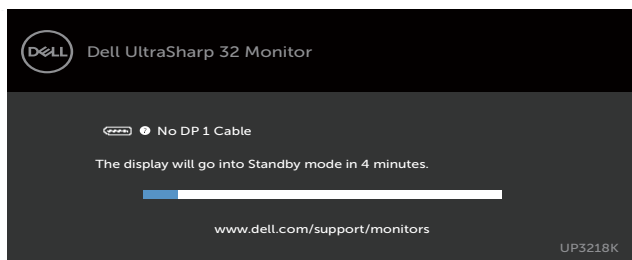 DELL Dell UltraSharp 32 Monitor
? No DP 1 Cable
The display will go into Standby mode in 4 minutes.
www.dell.com/support/monitors
UP3218K